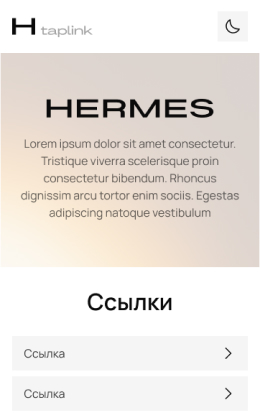 H taplink
HERMES
Lorem ipsum dolor sit amet consectetur.
Tristique viverra scelerisque proin
consectetur bibendum. Rhoncus
dignissim arcu tortor enim sociis. Egestas
adipiscing natoque vestibulum
Ссылки
Ссылка
Ссылка